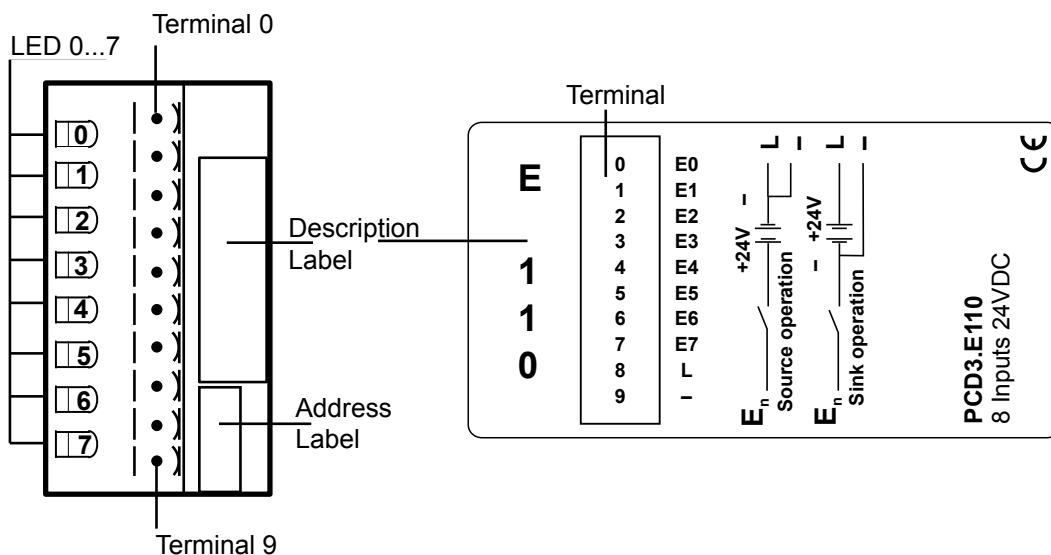 LED 0...7
Terminal 0
0
1
2
3
4
5
6
7
Description
Label
Address
Label
Terminal 9
Terminal
E
1
1
0
0 E0
1 E1
2 E2
3 E3
4 E4
5 E5
6 E6
7 E7
8 L
9 –
L –
+24V –
En
Source operation
L –
– +24V
En
Sink operation
PCD3.E110
8 Inputs 24VDC
CE